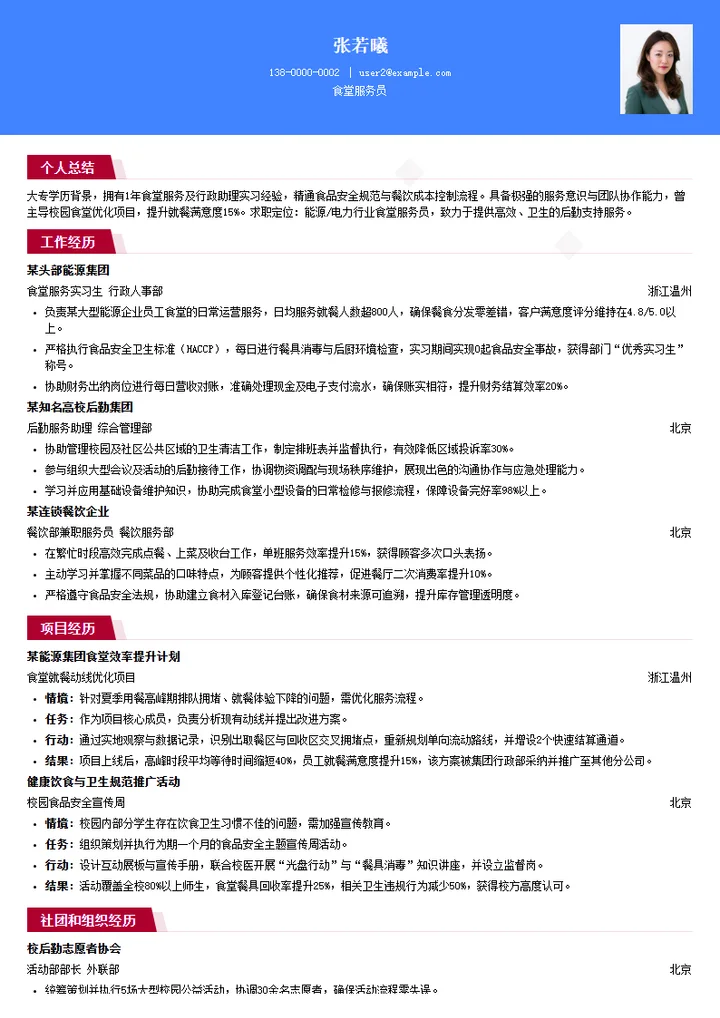 张若曦
138-0000-0002 | user2@example.com
食堂服务员
个人总结
大专学历背景，拥有1年食堂服务及行政助理实习经验，精通食品安全规范与餐饮成本控制流程。具备极强的服务意识与团队协作能力，曾
主导校园食堂优化项目，提升就餐满意度15%。求职定位：能源/电力行业食堂服务员，致力于提供高效、卫生的后勤支持服务。
工作经历
某头部能源集团
食堂服务实习生 行政人事部 浙江温州
• 负责某大型能源企业员工食堂的日常运营服务，日均服务就餐人数超800人，确保餐食分发零差错，客户满意度评分维持在4.8/5.0以
上。
• 严格执行食品安全卫生标准（HACCP），每日进行餐具消毒与后厨环境检查，实习期间实现0起食品安全事故，获得部门“优秀实习生”
称号。
• 协助财务出纳岗位进行每日营收对账，准确处理现金及电子支付流水，确保账实相符，提升财务结算效率20%。
某知名高校后勤集团
后勤服务助理 综合管理部 北京
• 协助管理校园及社区公共区域的卫生清洁工作，制定排班表并监督执行，有效降低区域投诉率30%。
• 参与组织大型会议及活动的后勤接待工作，协调物资调配与现场秩序维护，展现出色的沟通协作与应急处理能力。
• 学习并应用基础设备维护知识，协助完成食堂小型设备的日常检修与报修流程，保障设备完好率98%以上。
某连锁餐饮企业
餐饮部兼职服务员 餐饮服务部 北京
• 在繁忙时段高效完成点餐、上菜及收台工作，单班服务效率提升15%，获得顾客多次口头表扬。
• 主动学习并掌握不同菜品的口味特点，为顾客提供个性化推荐，促进餐厅二次消费率提升10%。
• 严格遵守食品安全法规，协助建立食材入库登记台账，确保食材来源可追溯，提升库存管理透明度。
项目经历
某能源集团食堂效率提升计划
食堂就餐动线优化项目 浙江温州
• 情境：针对夏季用餐高峰期排队拥堵、就餐体验下降的问题，需优化服务流程。
• 任务：作为项目核心成员，负责分析现有动线并提出改进方案。
• 行动：通过实地观察与数据记录，识别出取餐区与回收区交叉拥堵点，重新规划单向流动路线，并增设2个快速结算通道。
• 结果：项目上线后，高峰时段平均等待时间缩短40%，员工就餐满意度提升15%，该方案被集团行政部采纳并推广至其他分公司。
健康饮食与卫生规范推广活动
校园食品安全宣传周 北京
• 情境：校园内部分学生存在饮食卫生习惯不佳的问题，需加强宣传教育。
• 任务：组织策划并执行为期一个月的食品安全主题宣传周活动。
• 行动：设计互动展板与宣传手册，联合校医开展“光盘行动”与“餐具消毒”知识讲座，并设立监督岗。
• 结果：活动覆盖全校80%以上师生，食堂餐具回收率提升25%，相关卫生违规行为减少50%，获得校方高度认可。
社团和组织经历
校后勤志愿者协会
活动部部长 外联部 北京
• 统筹策划并执行5场大型校园公益活动，协调30余名志愿者，确保活动流程零失误。